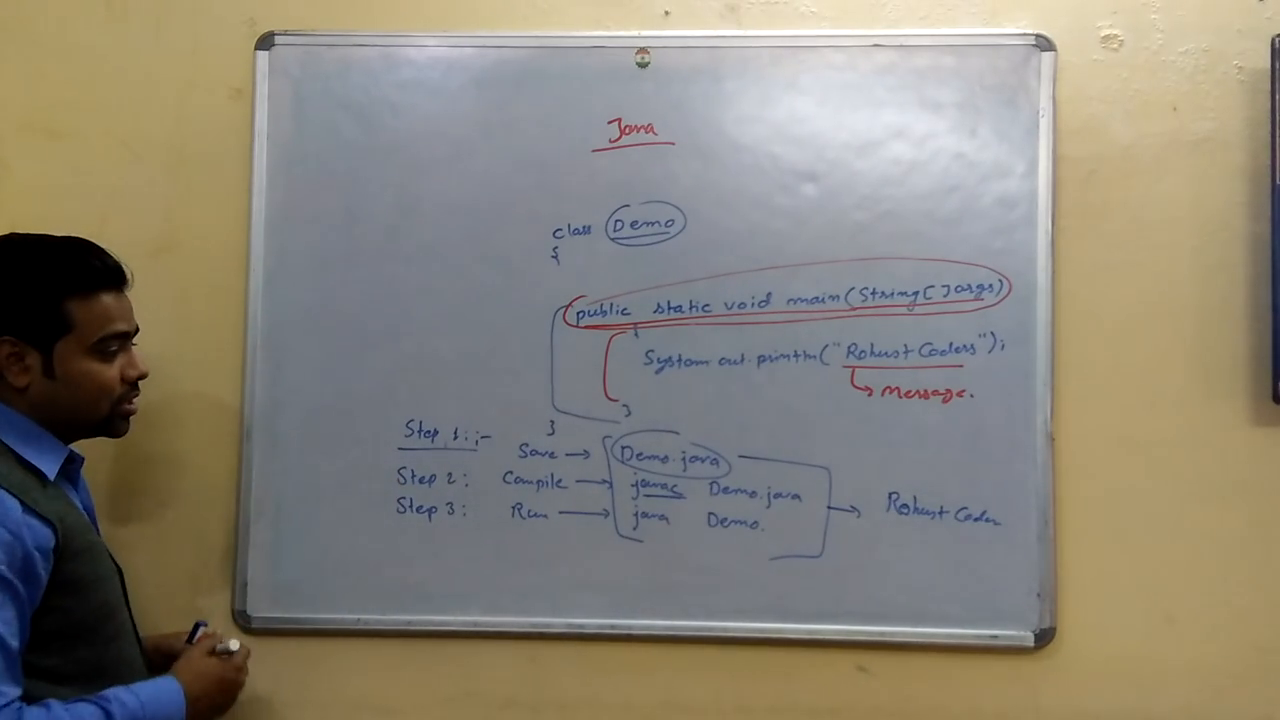 Java
class Demo
{
public static void main(String[]args)
{
System.out.println("Robust Coders");
message.
}
}
Step 1:;-
Save → Demo.java
Step 2: Compile → javac Demo.java
Step 3: Run → java Demo.
→ Robust Coder